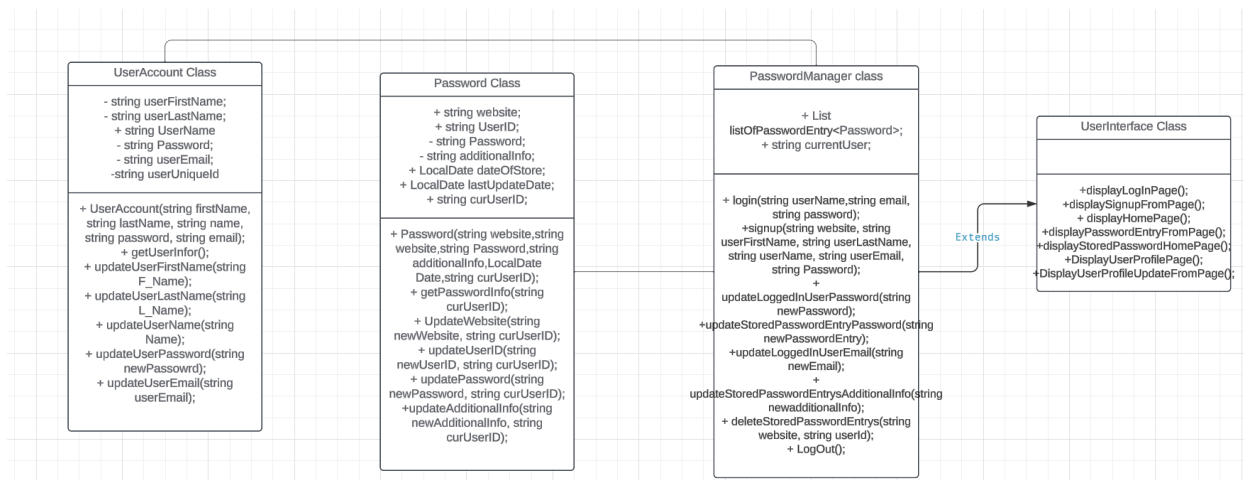 UserAccount Class
- string userFirstName;
- string userLastName;
+ string UserName
- string Password;
- string userEmail;
-string userUniqueId
+ UserAccount(string firstName,
string lastName, string name,
string password, string email);
+ getUserInfor();
+ updateUserFirstName(string
F_Name);
+ updateUserLastName(string
L_Name);
+ updateUserName(string
Name);
+ updateUserPassword(string
newPassowrd);
+ updateUserEmail(string
userEmail);
Password Class
+ string website;
+ string UserID;
- string Password;
- string additionalInfo;
+ LocalDate dateOfStore;
+ LocalDate lastUpdateDate;
+ string curUserID;
+ Password(string website,string
website,string Password,string
additionalInfo,LocalDate
Date,string curUserID);
+ getPasswordInfo(string
curUserID);
+ UpdateWebsite(string
newWebsite, string curUserID);
+ updateUserID(string
newUserID, string curUserID);
+ updatePassword(string
newPassword, string curUserID);
+updateAdditionalInfo(string
newAdditionalInfo, string
curUserID);
PasswordManager class
+ List
listOfPasswordEntry<Password>;
+ string currentUser;
+ login(string userName,string email,
string password);
+signup(string website, string
userFirstName, string userLastName,
string userName, string userEmail,
string Password);
+
updateLoggedInUserPassword(string
newPassword);
+updateStoredPasswordEntryPassword(string
newPasswordEntry);
+updateLoggedInUserEmail(string
newEmail);
+
updateStoredPasswordEntrysAdditionalInfo(string
newadditionalInfo);
+ deleteStoredPasswordEntrys(string
website, string userId);
+ LogOut();
Extends
UserInterface Class
+displayLogInPage();
+displaySignupFromPage();
+ displayHomePage();
+displayPasswordEntryFromPage();
+displayStoredPasswordHomePage();
+DisplayUserProfilePage();
+DisplayUserProfileUpdateFromPage();